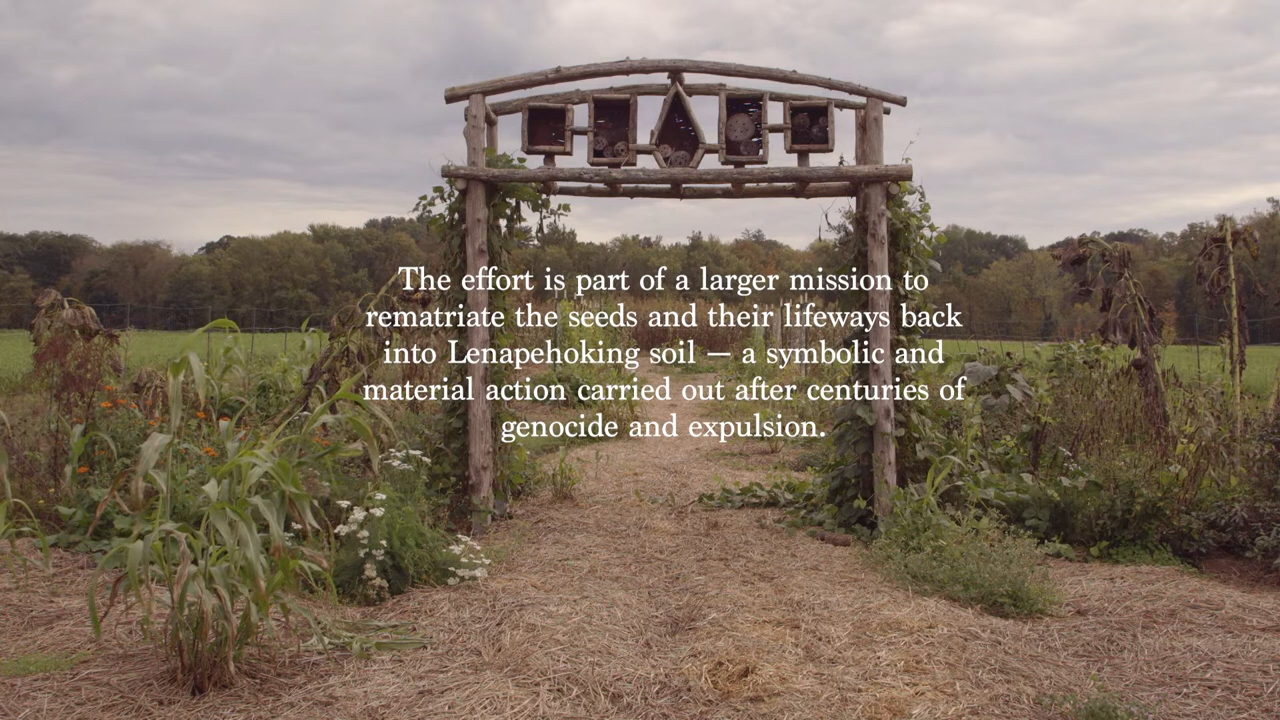 The effort is part of a larger mission to
rematriate the seeds and their lifeways back
into Lenapehoking soil — a symbolic and
material action carried out after centuries of
genocide and expulsion.